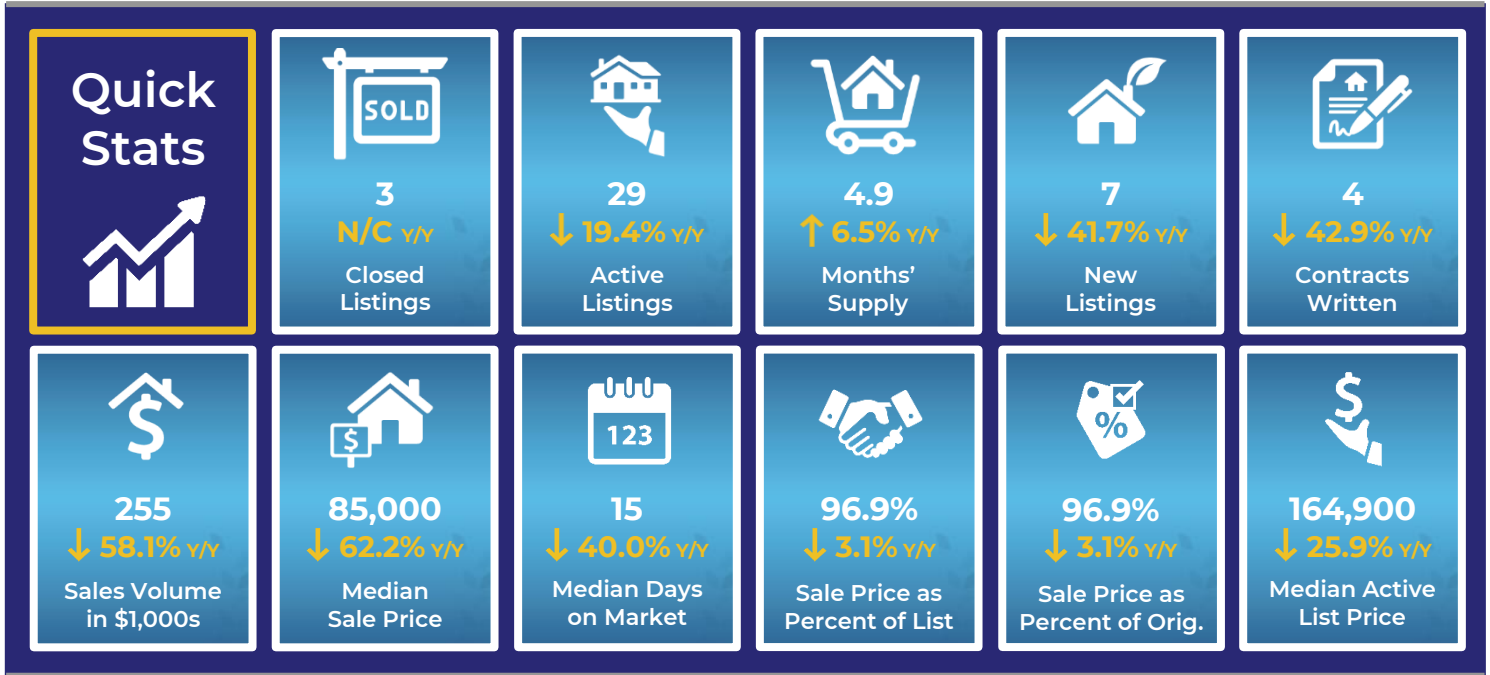 Quick
Stats
SOLD
3
N/C Y/Y
Closed
Listings
29
↓ 19.4% Y/Y
Active
Listings
4.9
↑ 6.5% Y/Y
Months’
Supply
7
↓ 41.7% Y/Y
New
Listings
4
↓ 42.9% Y/Y
Contracts
Written
$
255
↓ 58.1% Y/Y
Sales Volume
in $1,000s
$
85,000
↓ 62.2% Y/Y
Median
Sale Price
123
15
↓ 40.0% Y/Y
Median Days
on Market
96.9%
↓ 3.1% Y/Y
Sale Price as
Percent of List
%
96.9%
↓ 3.1% Y/Y
Sale Price as
Percent of Orig.
$
164,900
↓ 25.9% Y/Y
Median Active
List Price